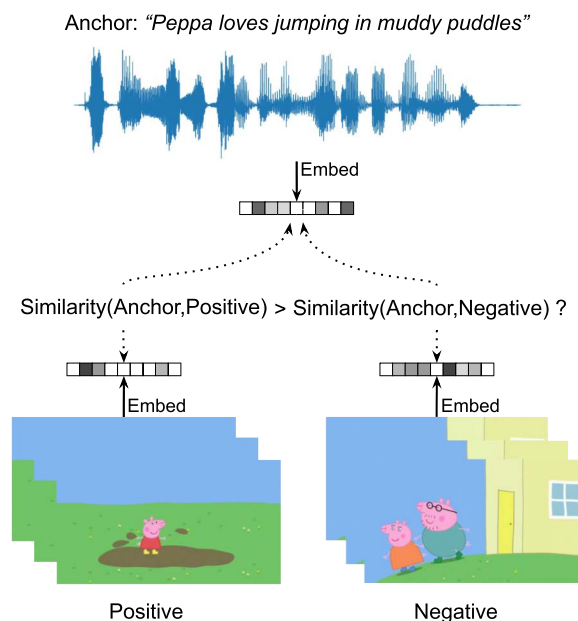 Anchor: “Peppa loves jumping in muddy puddles”
Embed
Similarity(Anchor,Positive) > Similarity(Anchor,Negative) ?
Embed
Embed
Positive
Negative